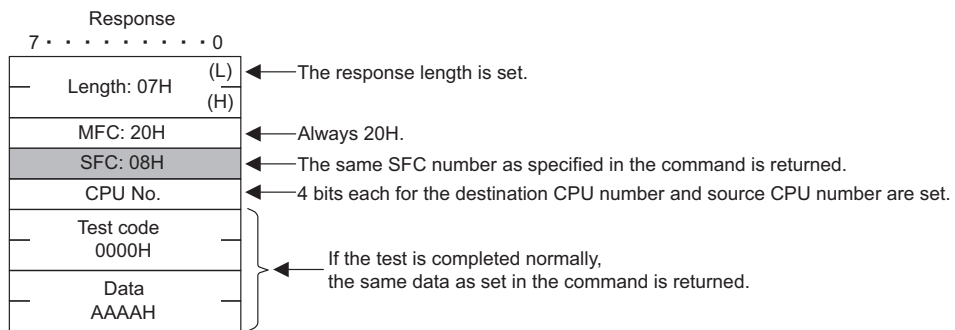 Response
7 · · · · · · · · · 0
Length: 07H (L) The response length is set.
(H)
MFC: 20H Always 20H.
SFC: 08H The same SFC number as specified in the command is returned.
CPU No. 4 bits each for the destination CPU number and source CPU number are set.
Test code
0000H
If the test is completed normally,
the same data as set in the command is returned.
Data
AAAAH